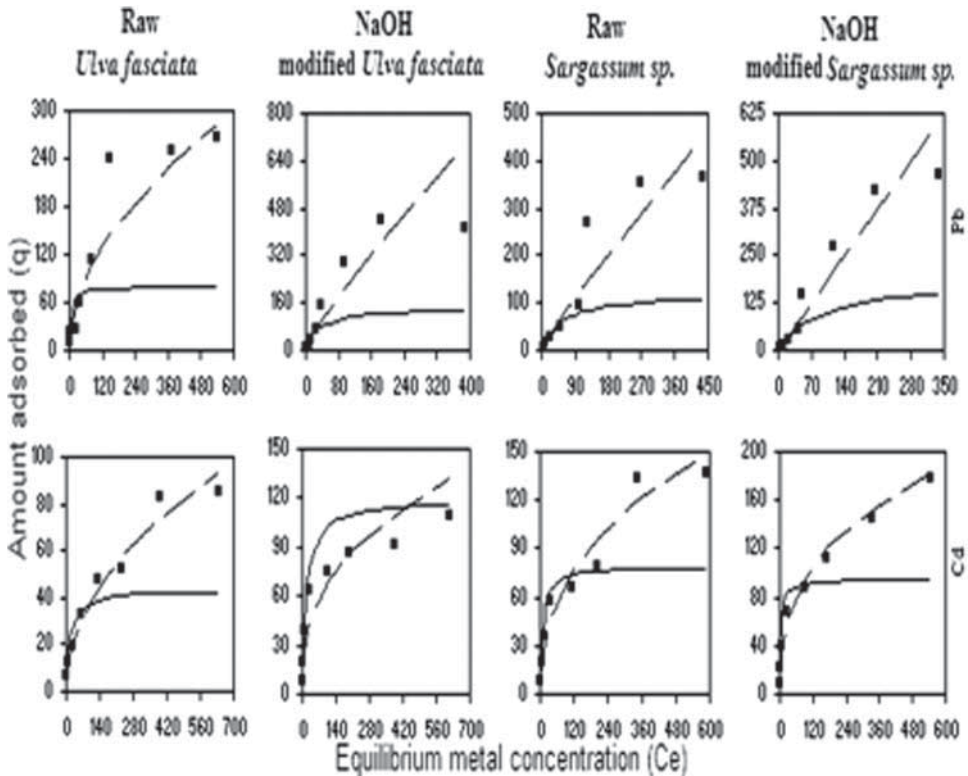 Raw
Ulva fasciata
NaOH
modified Ulva fasciata
Raw
Sargassum sp.
NaOH
modified Sargassum sp.
300
240
180
120
60
0
0 120 240 360 480 600
800
640
480
320
160
0
0 80 160 240 320 400
500
400
300
200
100
0
0 90 180 270 360 450
625
500
375
250
125
0
0 70 140 210 280 350
Pb
Amount adsorbed (q)
100
80
60
40
20
0
0 140 280 420 560 700
150
120
90
60
30
0
0 140 280 420 560 700
150
120
90
60
30
0
0 120 240 360 480 600
200
160
120
80
40
0
0 120 240 360 480 600
Cd
Equilibrium metal concentration (Ce)